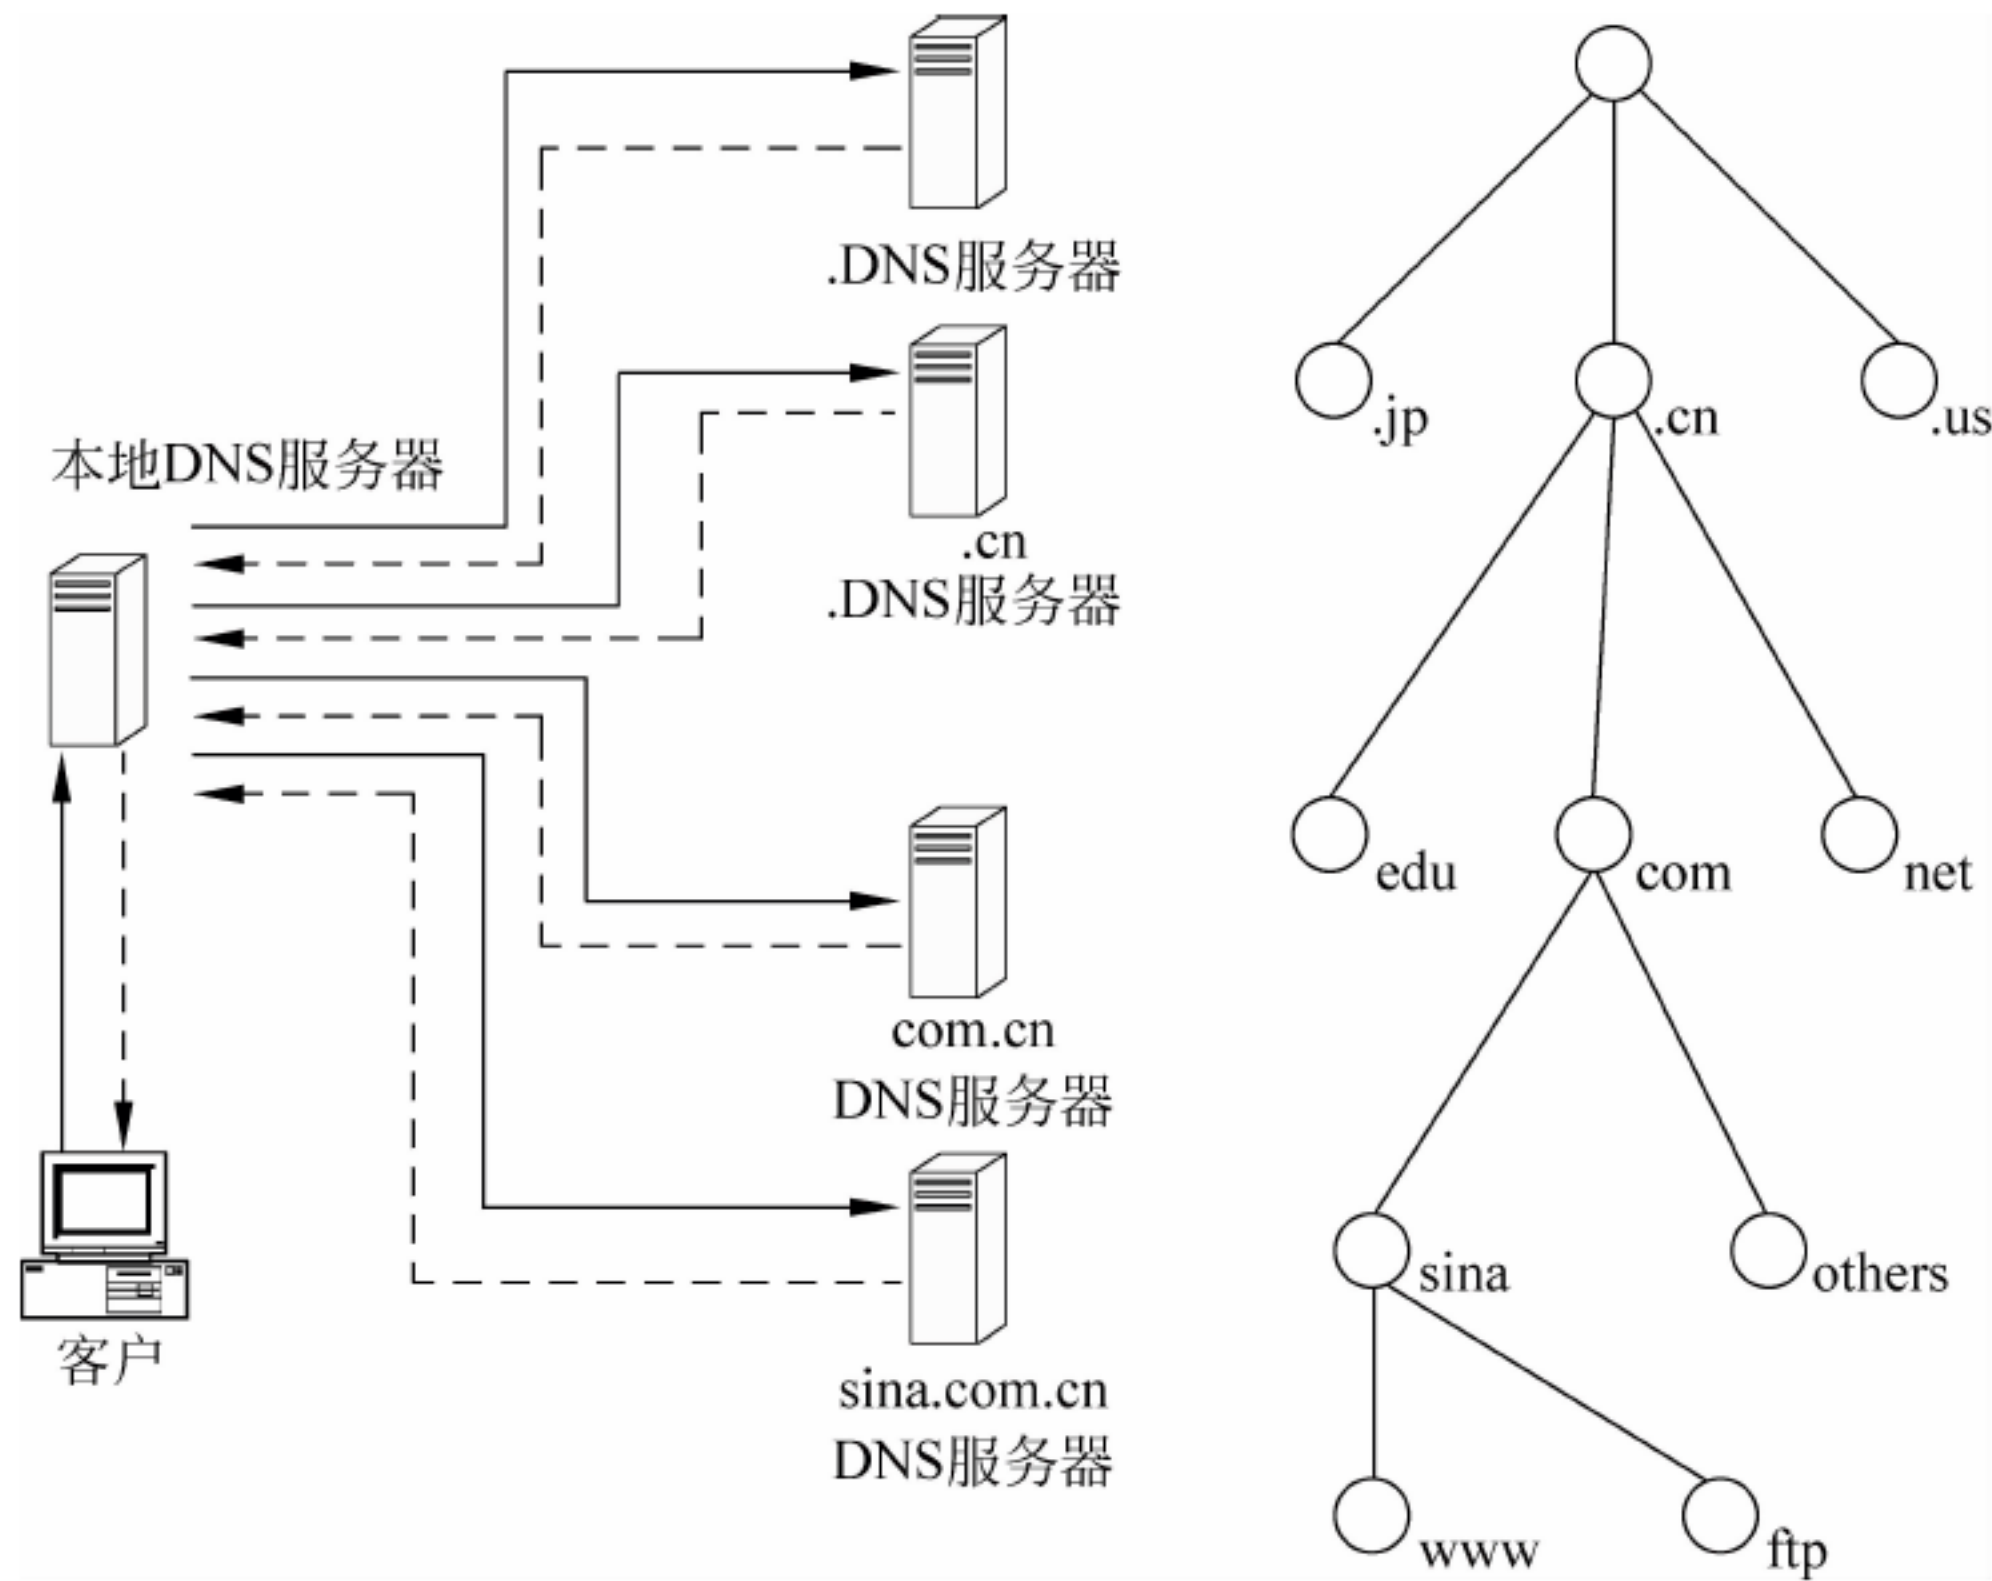 .DNS服务器
.cn
.DNS服务器
本地DNS服务器
com.cn
DNS服务器
sina.com.cn
DNS服务器
客户
.jp
.cn
.us
edu
com
net
sina
others
www
ftp